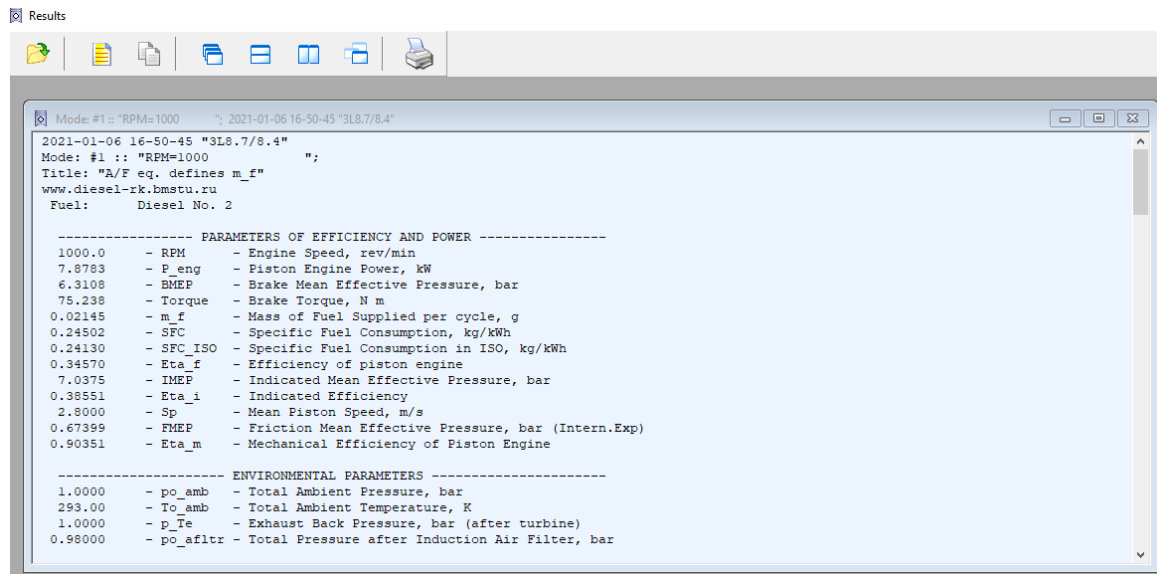 Results
Mode: #1 :: "RPM=1000 "; 2021-01-06 16-50-45 "3L8.7/8.4"
2021-01-06 16-50-45 "3L8.7/8.4"
Mode: #1 :: "RPM=1000 ";
Title: "A/F eq. defines m_f"
www.diesel-rk.bmstu.ru
Fuel: Diesel No. 2
----------------- PARAMETERS OF EFFICIENCY AND POWER ----------------
1000.0 - RPM - Engine Speed, rev/min
7.8783 - P_eng - Piston Engine Power, kW
6.3108 - BMEP - Brake Mean Effective Pressure, bar
75.238 - Torque - Brake Torque, N m
0.02145 - m_f - Mass of Fuel Supplied per cycle, g
0.24502 - SFC - Specific Fuel Consumption, kg/kWh
0.24130 - SFC_ISO - Specific Fuel Consumption in ISO, kg/kWh
0.34570 - Eta_f - Efficiency of piston engine
7.0375 - IMEP - Indicated Mean Effective Pressure, bar
0.38551 - Eta_i - Indicated Efficiency
2.8000 - Sp - Mean Piston Speed, m/s
0.67399 - FMEP - Friction Mean Effective Pressure, bar (Intern.Exp)
0.90351 - Eta_m - Mechanical Efficiency of Piston Engine
--------------------- ENVIRONMENTAL PARAMETERS ----------------------
1.0000 - po_amb - Total Ambient Pressure, bar
293.00 - To_amb - Total Ambient Temperature, K
1.0000 - p_Te - Exhaust Back Pressure, bar (after turbine)
0.98000 - po_afltr - Total Pressure after Induction Air Filter, bar